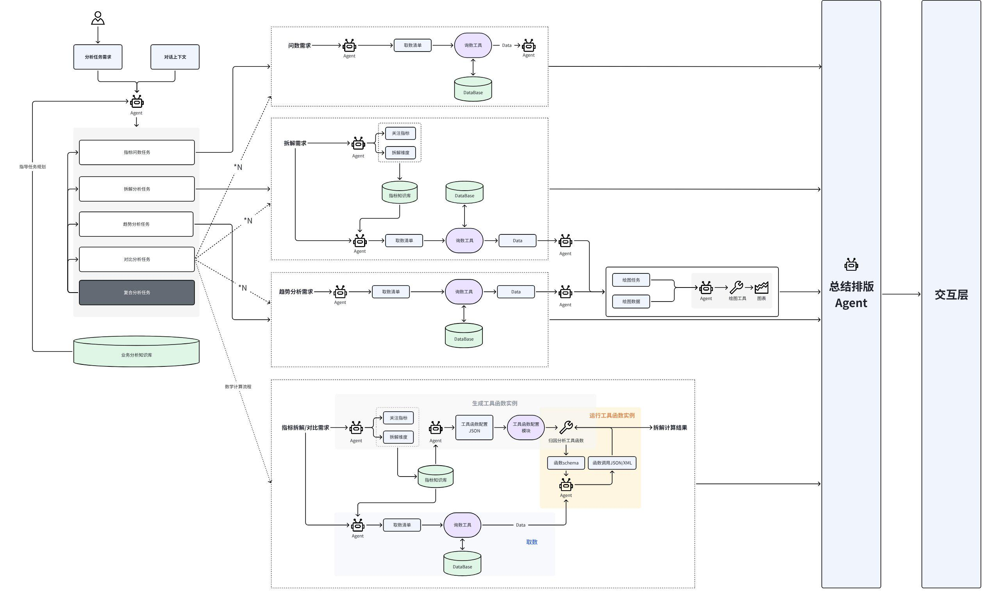 分析任务需求
对话上下文
Agent
指导任务规划
指标问数任务
拆解分析任务
趋势分析任务
对比分析任务
复合分析任务
业务分析知识库
*N
*N
*N
数学计算流程
问数需求
Agent
取数清单
询数工具
Data
Agent
DataBase
拆解需求
Agent
关注指标
拆解维度
指标知识库
DataBase
Agent
取数清单
询数工具
Data
Agent
趋势分析需求
Agent
取数清单
询数工具
Data
Agent
DataBase
绘图任务
绘图数据
Agent
绘图工具
图表
生成工具函数实例
运行工具函数实例
指标拆解/对比需求
Agent
关注指标
拆解维度
Agent
工具函数配置
JSON
工具函数配置
模块
归因分析工具函数
拆解计算结果
函数schema
函数调用JSON/XML
Agent
指标知识库
Agent
取数清单
询数工具
Data
取数
DataBase
总结排版
Agent
交互层